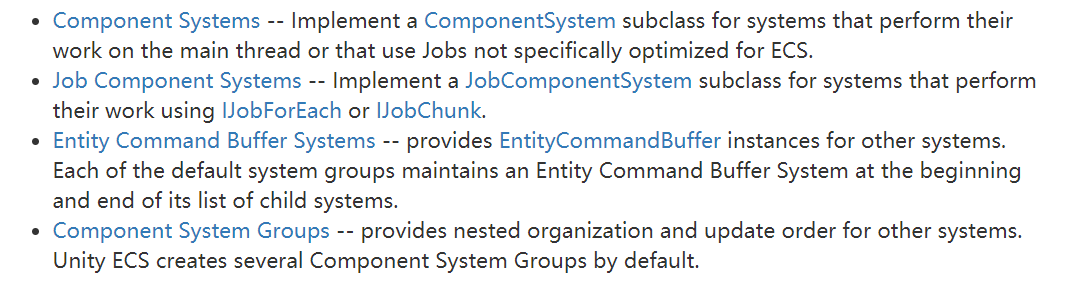 • Component Systems -- Implement a ComponentSystem subclass for systems that perform their
work on the main thread or that use Jobs not specifically optimized for ECS.
• Job Component Systems -- Implement a JobComponentSystem subclass for systems that perform
their work using IJobForEach or IJobChunk.
• Entity Command Buffer Systems -- provides EntityCommandBuffer instances for other systems.
Each of the default system groups maintains an Entity Command Buffer System at the beginning
and end of its list of child systems.
• Component System Groups -- provides nested organization and update order for other systems.
Unity ECS creates several Component System Groups by default.